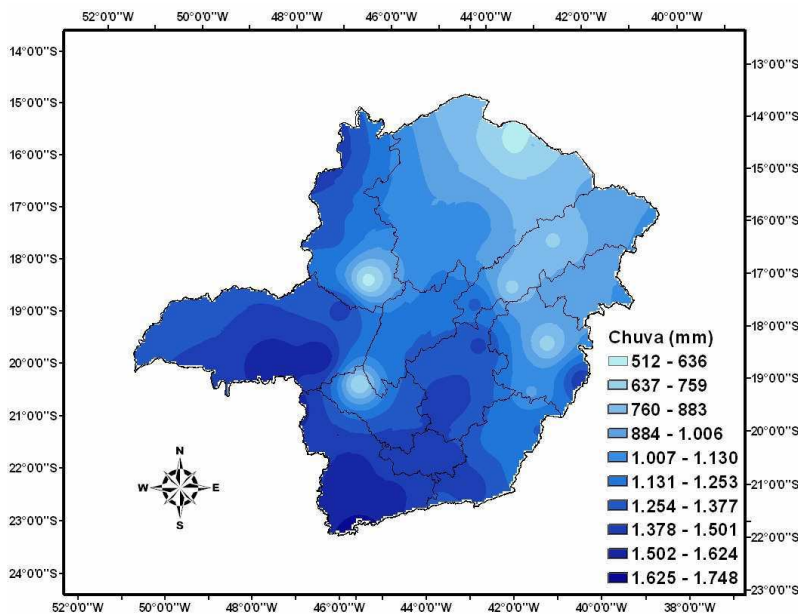 52°0'0"W 50°0'0"W 48°0'0"W 46°0'0"W 44°0'0"W 42°0'0"W 40°0'0"W
14°0'0"S
15°0'0"S
16°0'0"S
17°0'0"S
18°0'0"S
19°0'0"S
20°0'0"S
21°0'0"S
22°0'0"S
23°0'0"S
24°0'0"S
13°0'0"S
14°0'0"S
15°0'0"S
16°0'0"S
17°0'0"S
18°0'0"S
19°0'0"S
20°0'0"S
21°0'0"S
22°0'0"S
23°0'0"S
Chuva (mm)
512 - 636
637 - 759
760 - 883
884 - 1.006
1.007 - 1.130
1.131 - 1.253
1.254 - 1.377
1.378 - 1.501
1.502 - 1.624
1.625 - 1.748
N
W E
S
52°0'0"W 50°0'0"W 48°0'0"W 46°0'0"W 44°0'0"W 42°0'0"W 40°0'0"W